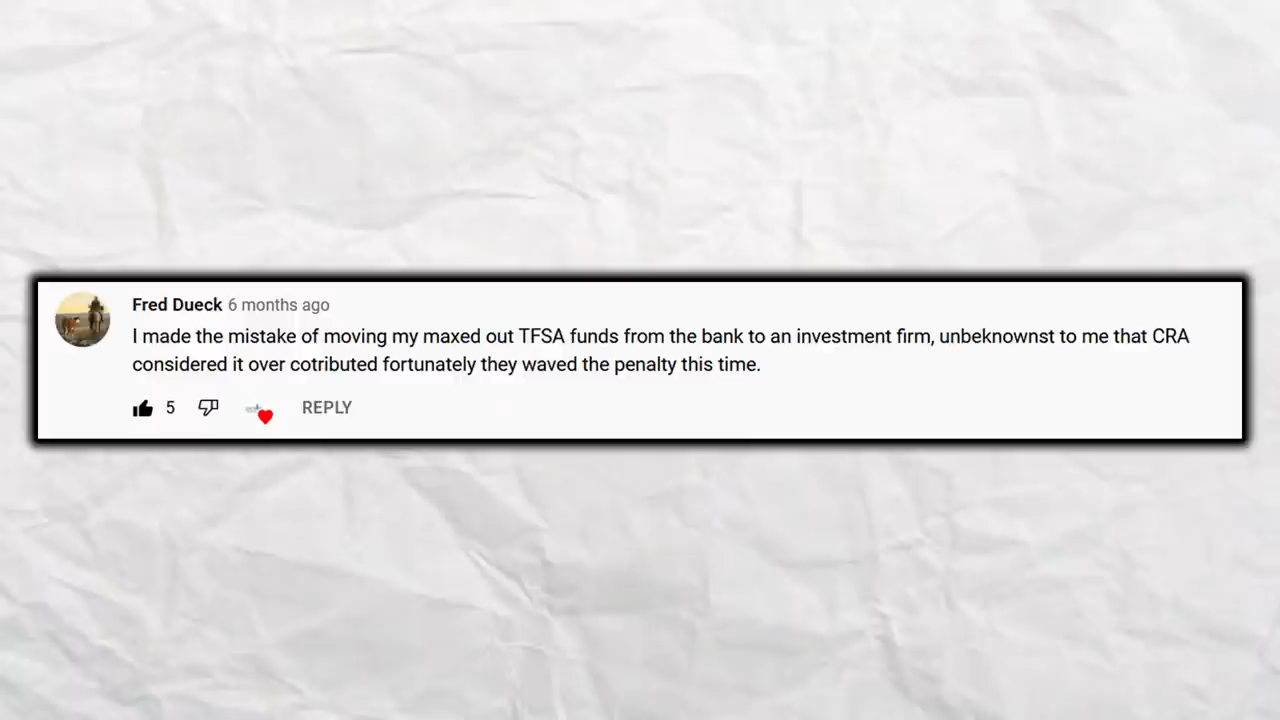 Fred Dueck 6 months ago
I made the mistake of moving my maxed out TFSA funds from the bank to an investment firm, unbeknownst to me that CRA
considered it over cotributed fortunately they waved the penalty this time.
5 REPLY